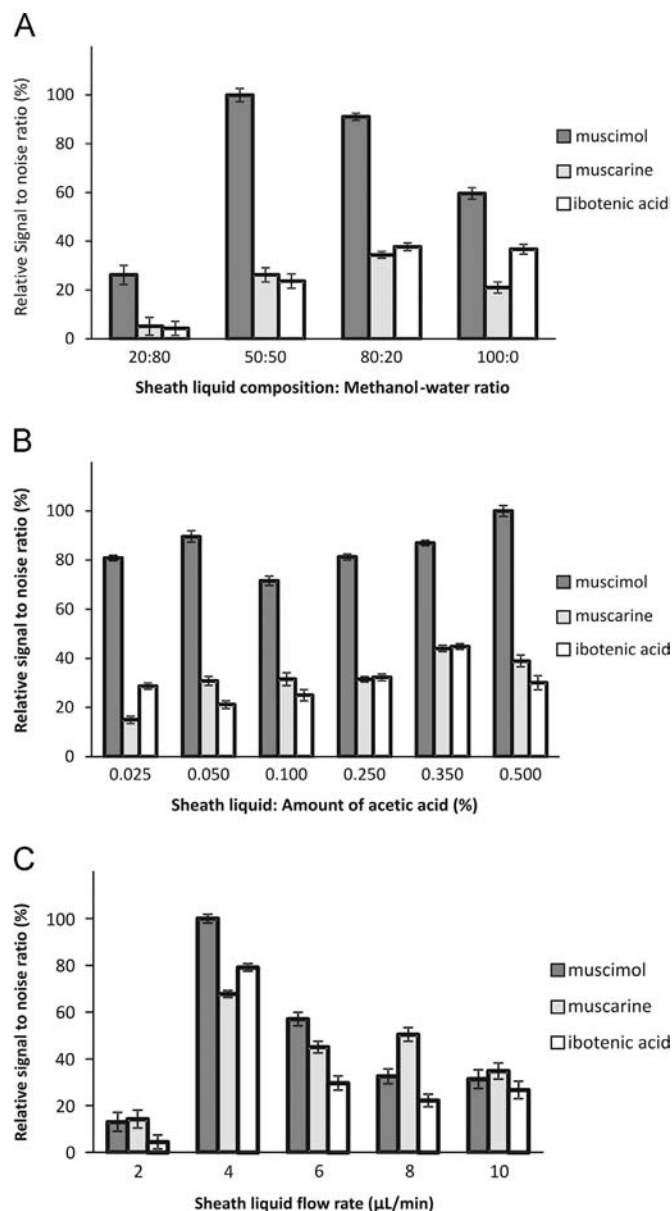 A
Relative Signal to noise ratio (%)
100
80
60
40
20
0
muscimol
muscarine
ibotenic acid
20:80 50:50 80:20 100:0
Sheath liquid composition: Methanol-water ratio
B
Relative signal to noise ratio (%)
100
80
60
40
20
0
muscimol
muscarine
ibotenic acid
0.025 0.050 0.100 0.250 0.350 0.500
Sheath liquid: Amount of acetic acid (%)
C
Relative signal to noise ratio (%)
100
80
60
40
20
0
muscimol
muscarine
ibotenic acid
2 4 6 8 10
Sheath liquid flow rate (µL/min)